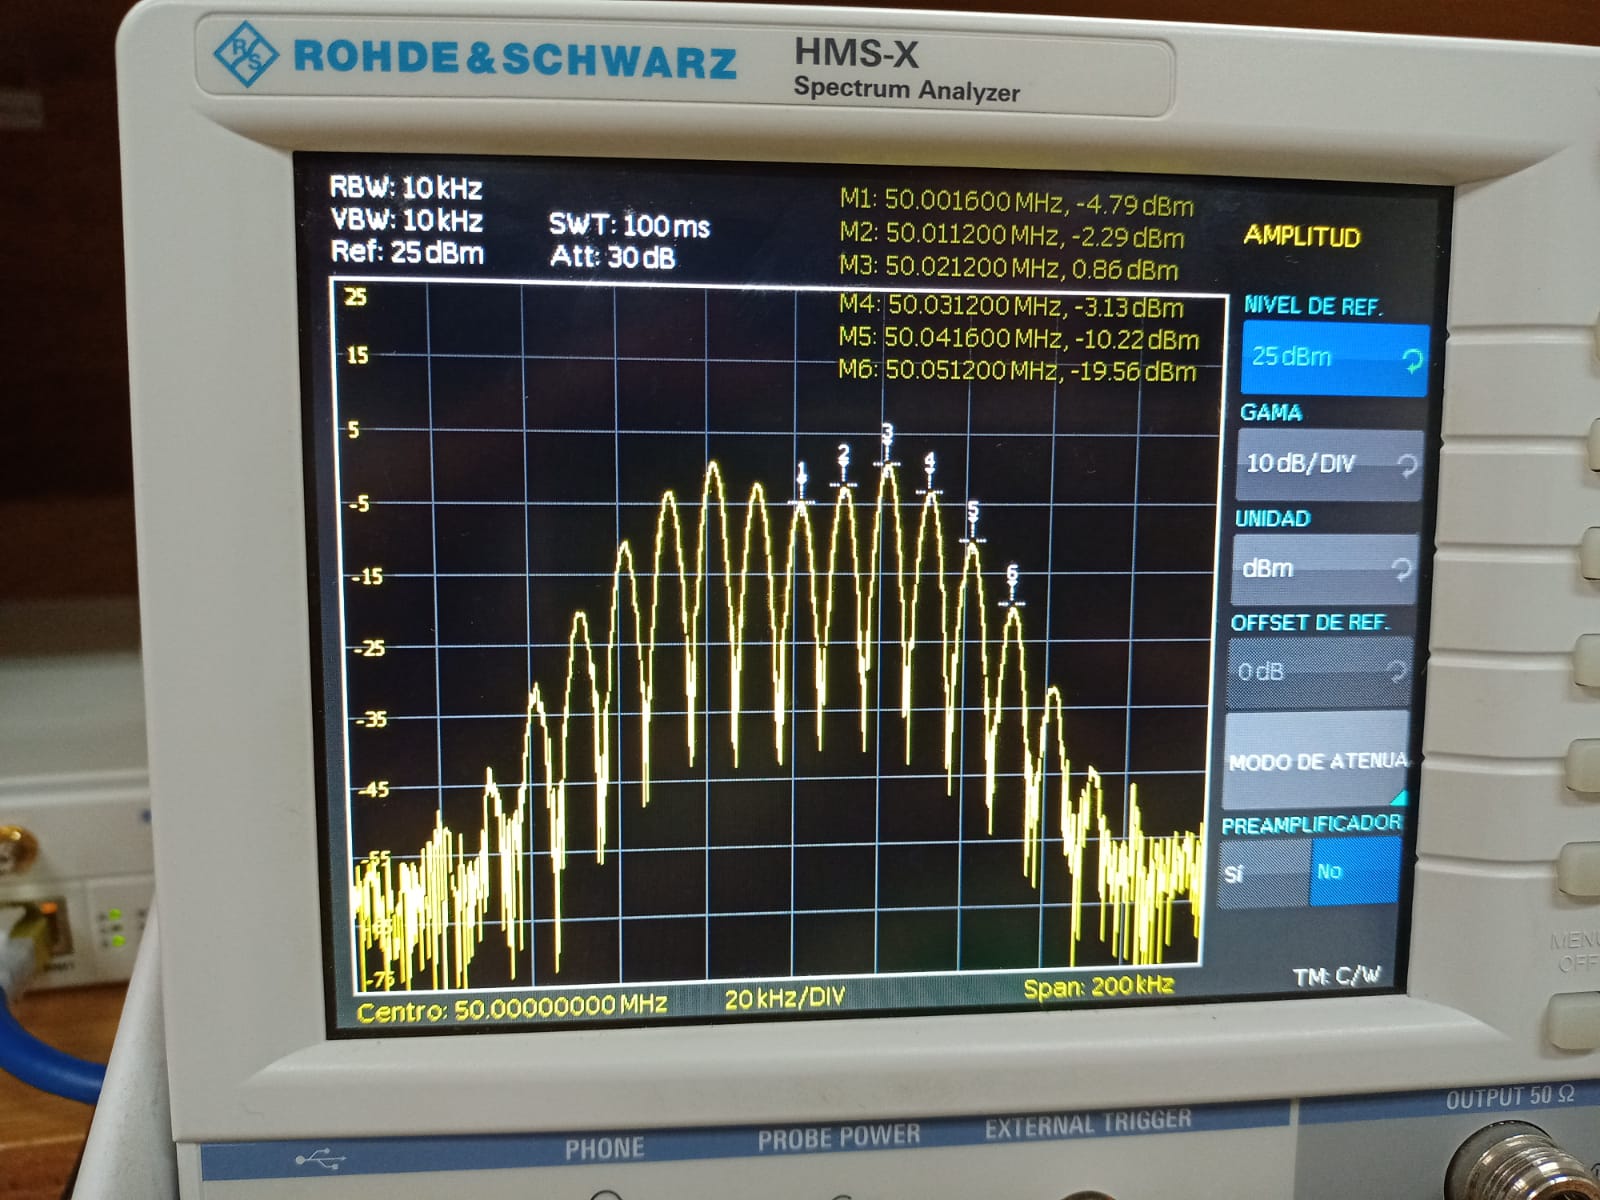 ROHDE & SCHWARZ
HMS-X
Spectrum Analyzer
RBW: 10 kHz
VBW: 10 kHz
SWT: 100 ms
Ref: 25 dBm
Att: 30 dB
M1: 50.001600 MHz, -4.79 dBm
M2: 50.011200 MHz, -2.29 dBm
M3: 50.021200 MHz, 0.86 dBm
M4: 50.031200 MHz, -3.13 dBm
M5: 50.041600 MHz, -10.22 dBm
M6: 50.051200 MHz, -19.56 dBm
25
15
5
-5
-15
-25
-35
-45
-55
-65
-75
1
2
3
4
5
6
Centro: 50.00000000 MHz
20 kHz/DIV
Span: 200 kHz
AMPLITUD
NIVEL DE REF.
25 dBm
GAMA
10 dB/DIV
UNIDAD
dBm
OFFSET DE REF.
0 dB
MODO DE ATENUA
PREAMPLIFICADOR
Sí
No
TM: C/W
MENU
OFF
PHONE
PROBE POWER
EXTERNAL TRIGGER
OUTPUT 50 Ω